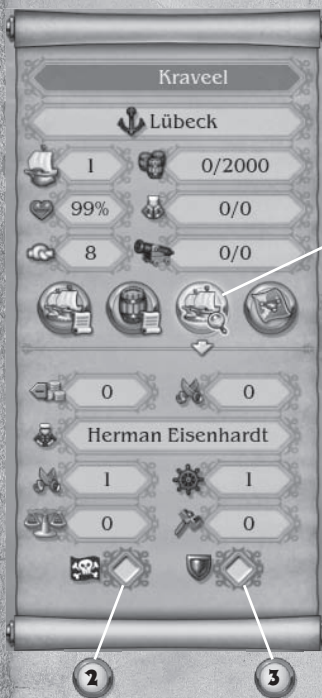 Kraveel
Lübeck
1 0/2000
99% 0/0
8 0/0
0 0
Herman Eisenhardt
1 1
0 0
2 3